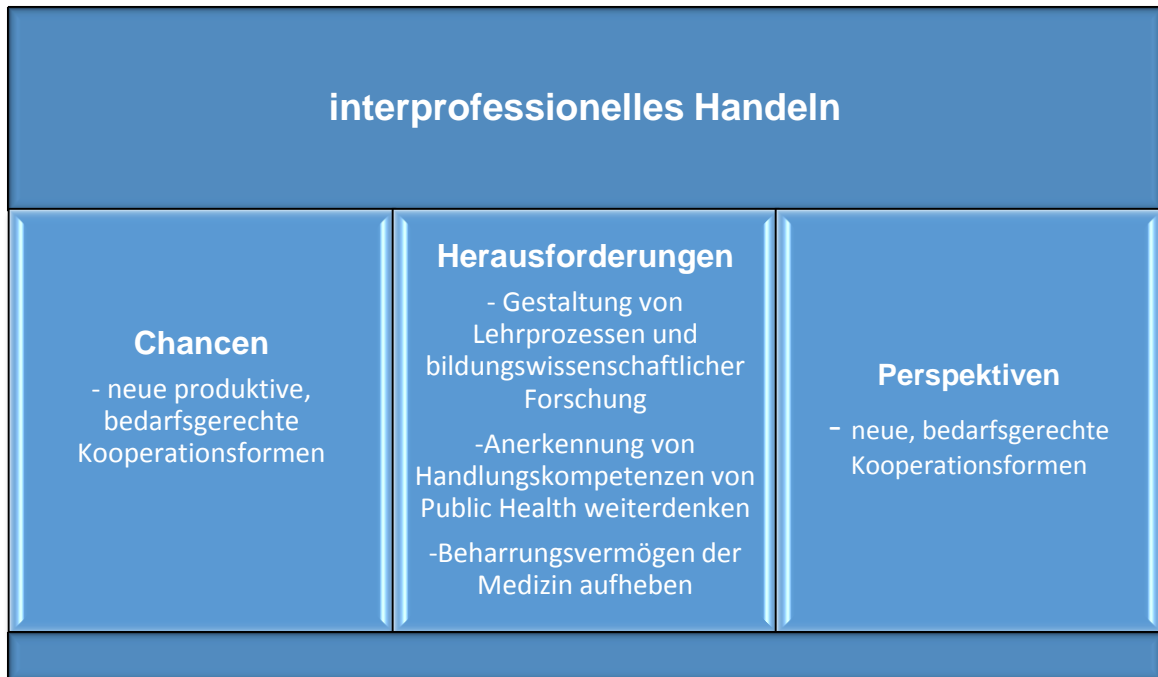 interprofessionelles Handeln
Chancen
- neue produktive,
bedarfsgerechte
Kooperationsformen
Herausforderungen
- Gestaltung von
Lehrprozessen und
bildungswissenschaftlicher
Forschung
-Anerkennung von
Handlungskompetenzen von
Public Health weiterdenken
-Beharrungsvermögen der
Medizin aufheben
Perspektiven
- neue, bedarfsgerechte
Kooperationsformen